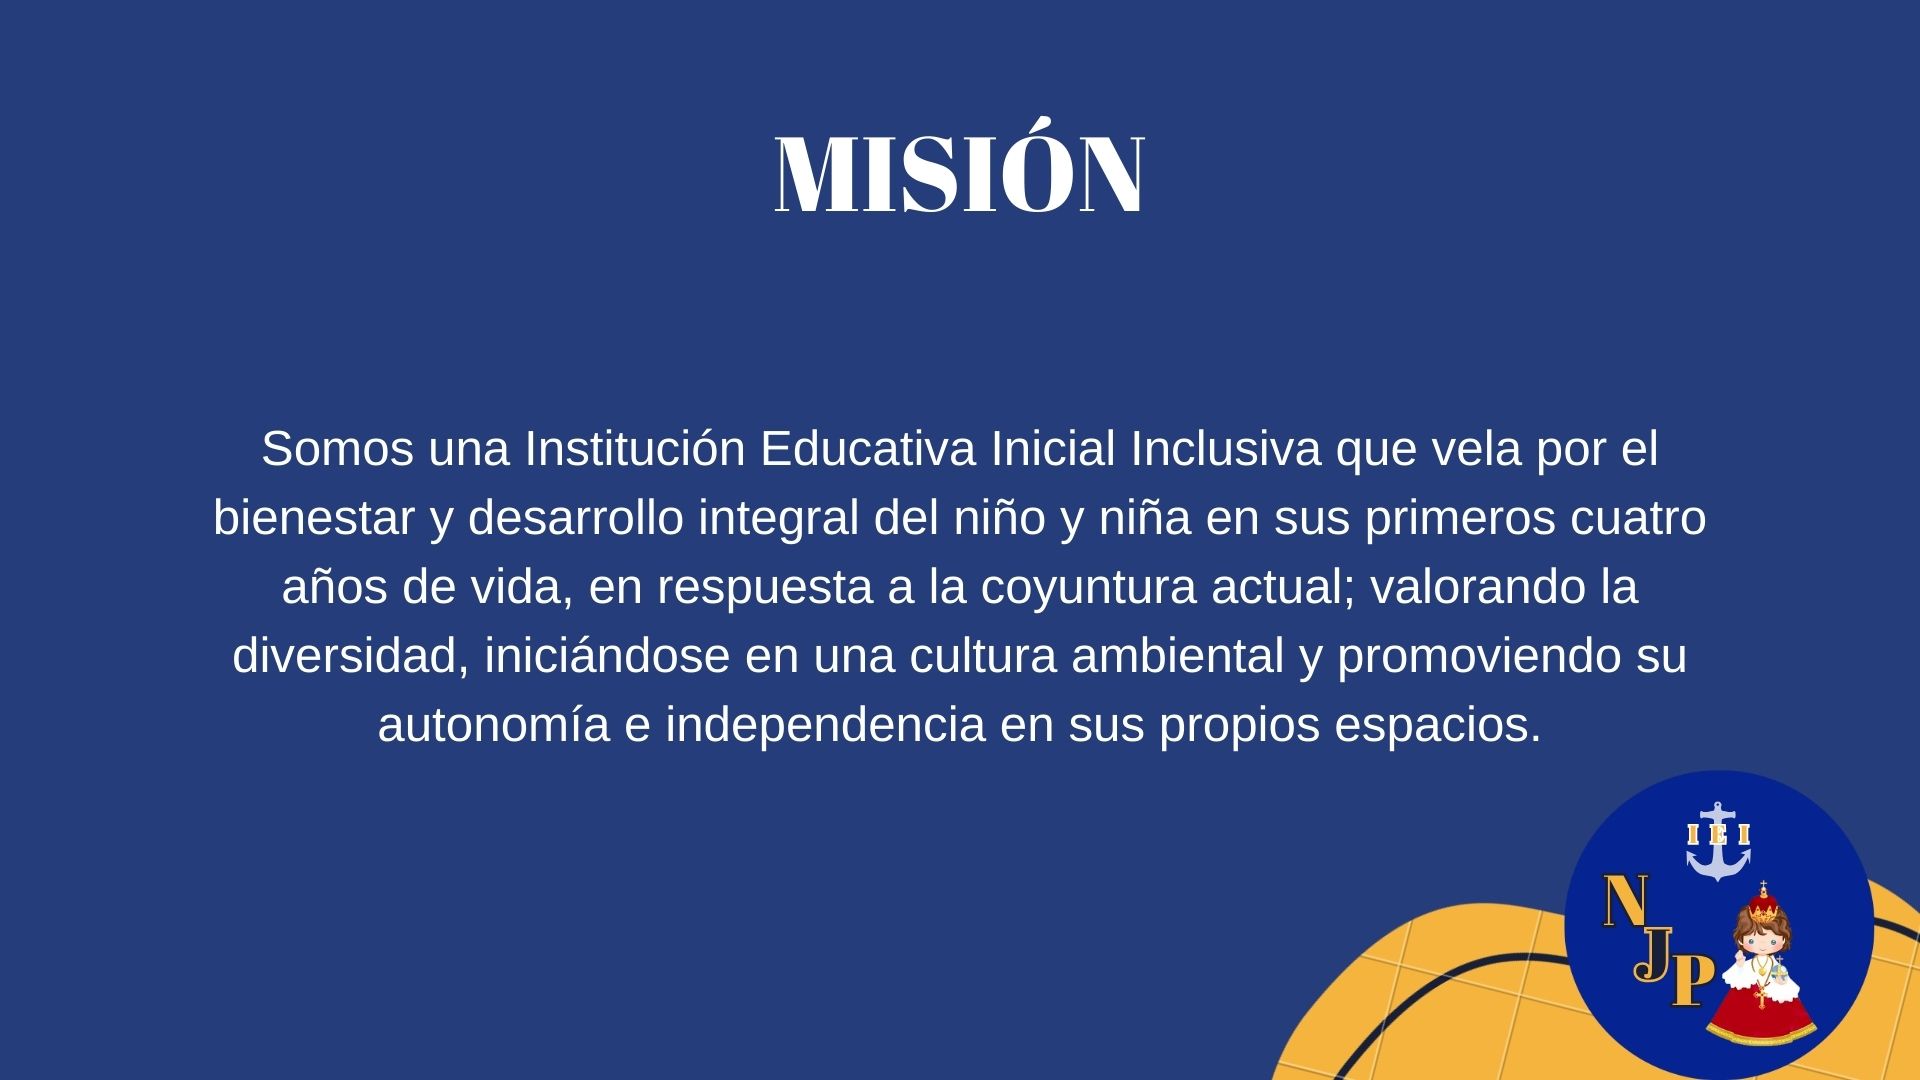 MISIÓN
Somos una Institución Educativa Inicial Inclusiva que vela por el
bienestar y desarrollo integral del niño y niña en sus primeros cuatro
años de vida, en respuesta a la coyuntura actual; valorando la
diversidad, iniciándose en una cultura ambiental y promoviendo su
autonomía e independencia en sus propios espacios.
I E I
N
J
P